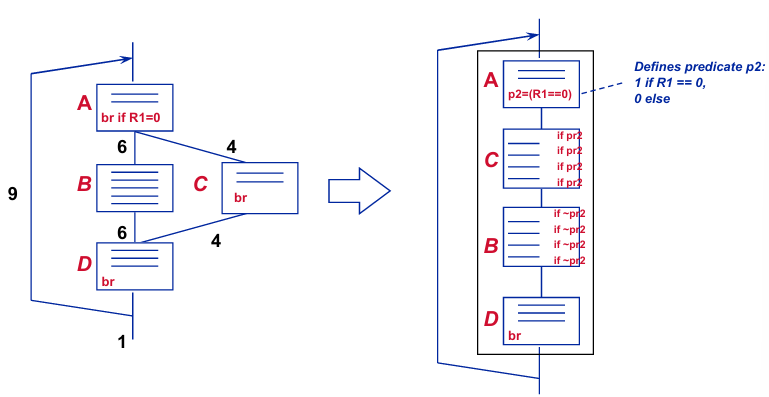 A
br if R1=0
6
4
B
C
br
9
6
4
D
br
1
Defines predicate p2:
1 if R1 == 0,
0 else
A
p2=(R1==0)
C
if pr2
if pr2
if pr2
if pr2
B
if ~pr2
if ~pr2
if ~pr2
if ~pr2
D
br